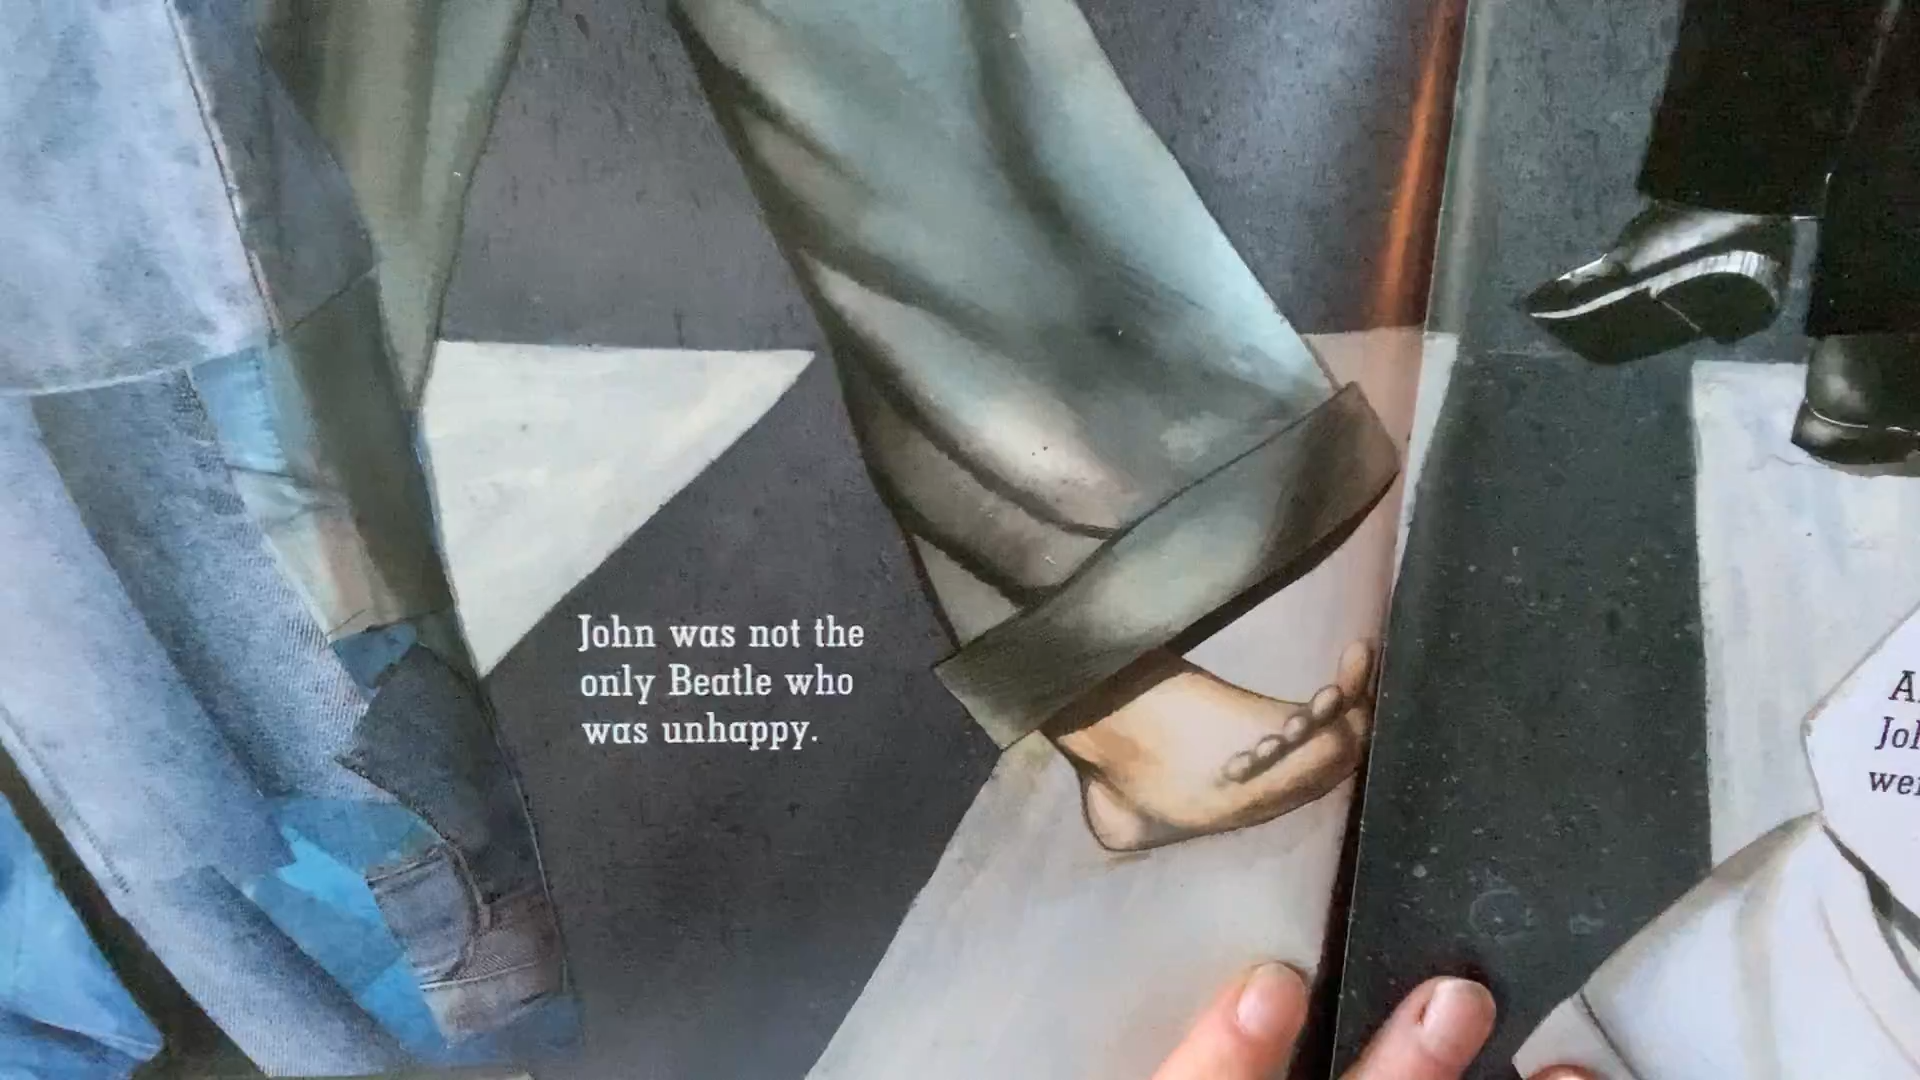 John was not the
only Beatle who
was unhappy.